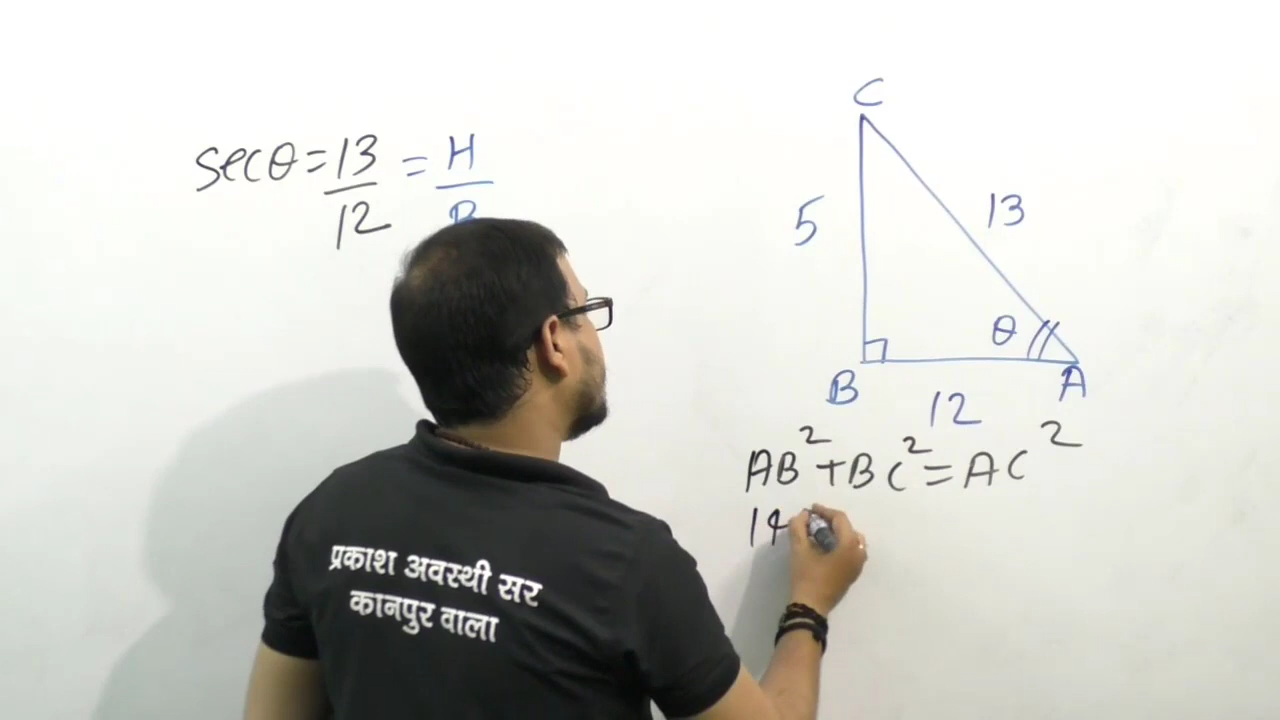 secθ = 13/12 = H/B
C
5
13
θ
B
A
12
AB² + BC² = AC²
14
प्रकाश अवस्थी सर
कानपुर वाला